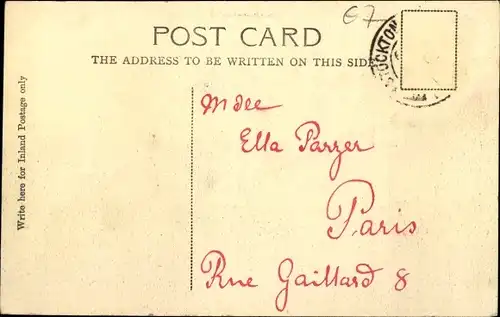 67
POST CARD
THE ADDRESS TO BE WRITTEN ON THIS SIDE
STOCKTON
Write here for Inland Postage only
Mdee
Ella Parzer
Paris
Rue Gaillard 8